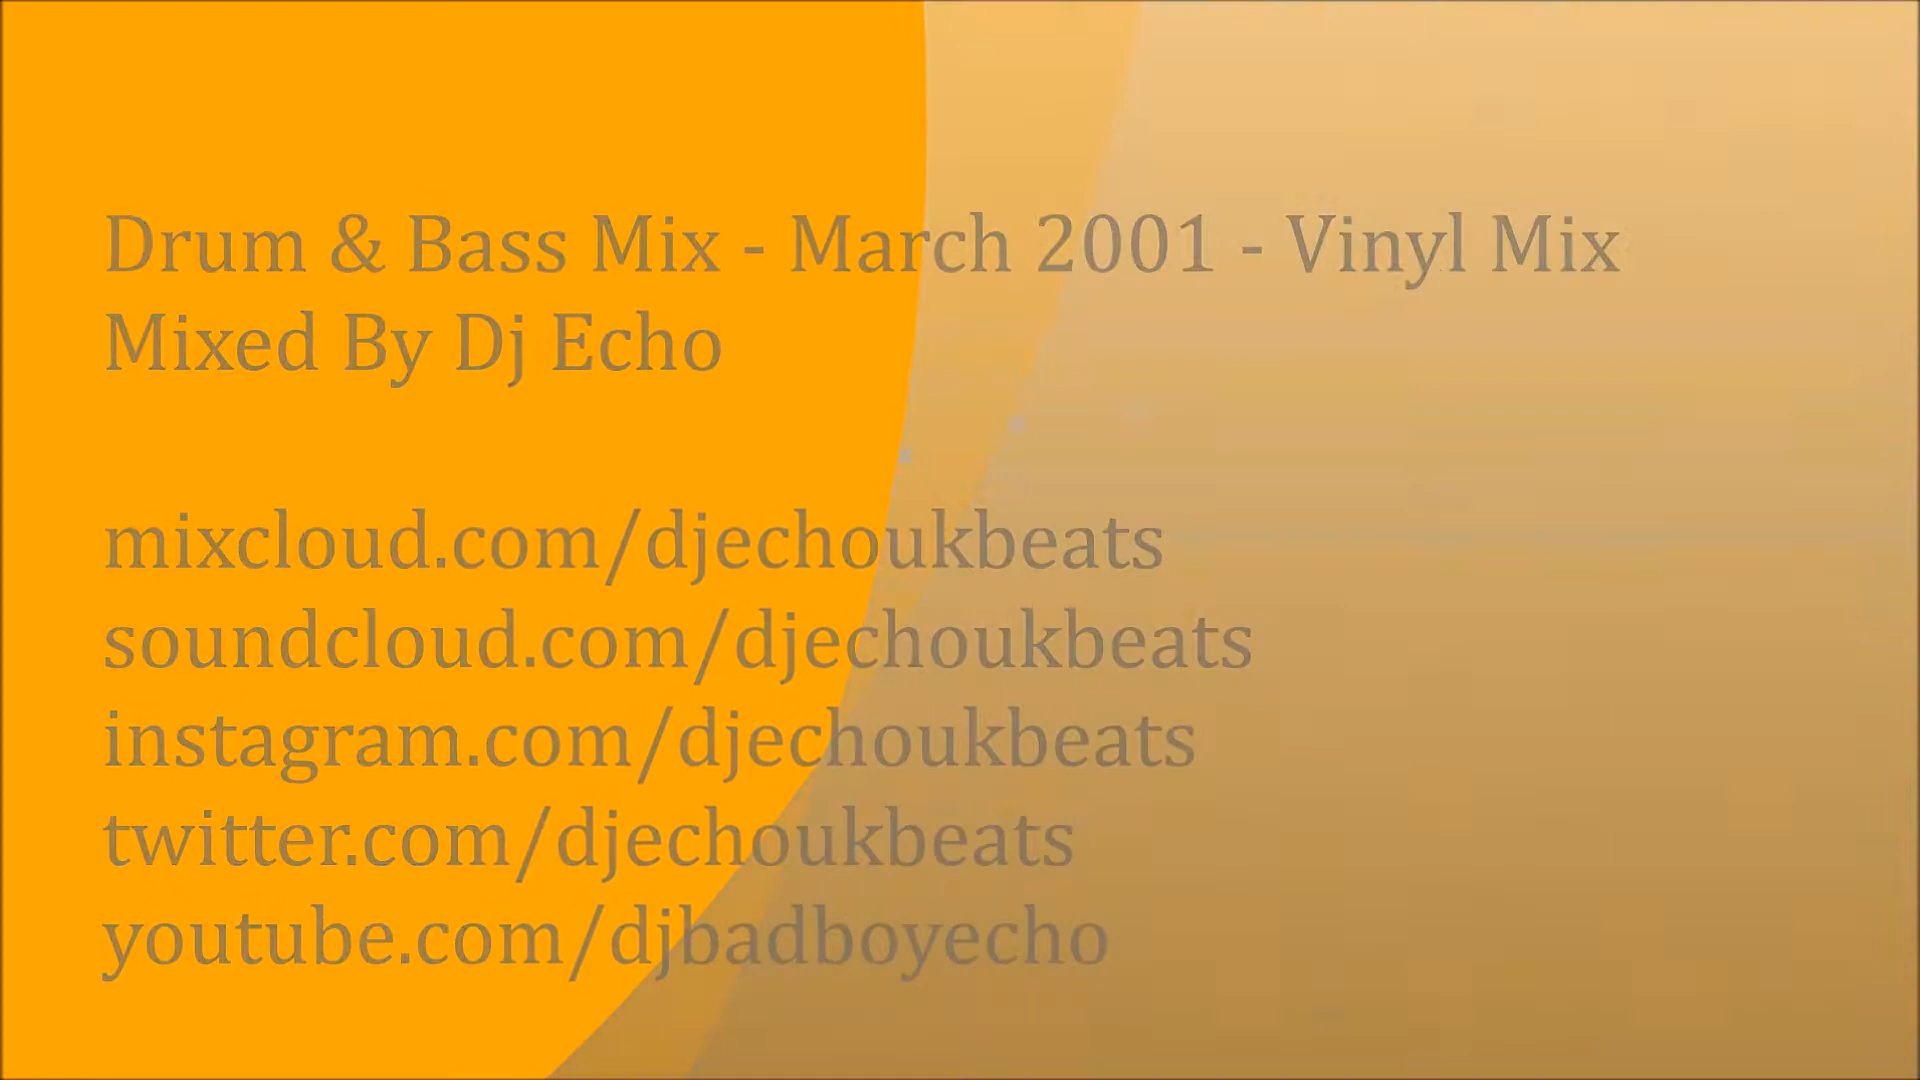 Drum & Bass Mix - March 2001 - Vinyl Mix
Mixed By Dj Echo
mixcloud.com/djechoukbeats
soundcloud.com/djechoukbeats
instagram.com/djechoukbeats
twitter.com/djechoukbeats
youtube.com/djbadboyecho